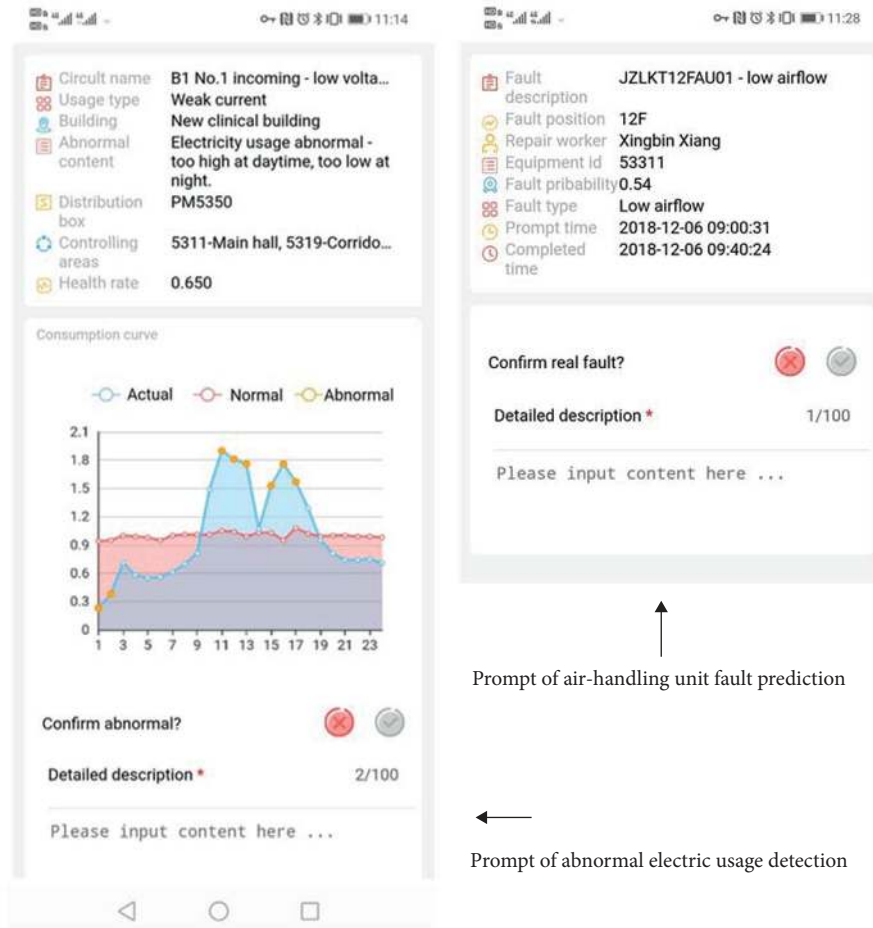 11:14
Circult name B1 No.1 incoming - low volta...
Usage type Weak current
Building New clinical building
Abnormal Electricity usage abnormal -
content too high at daytime, too low at
night.
Distribution PM5350
box
Controlling 5311-Main hall, 5319-Corrido...
areas
Health rate 0.650
Consumption curve
Actual Normal Abnormal
2.1
1.8
1.5
1.2
0.9
0.6
0.3
0
1 3 5 7 9 11 13 15 17 19 21 23
Confirm abnormal?
Detailed description * 2/100
Please input content here ...
11:28
Fault JZLKT12FAU01 - low airflow
description
Fault position 12F
Repair worker Xingbin Xiang
Equipment id 53311
Fault pribability 0.54
Fault type Low airflow
Prompt time 2018-12-06 09:00:31
Completed 2018-12-06 09:40:24
time
Confirm real fault?
Detailed description * 1/100
Please input content here ...
Prompt of air-handling unit fault prediction
Prompt of abnormal electric usage detection